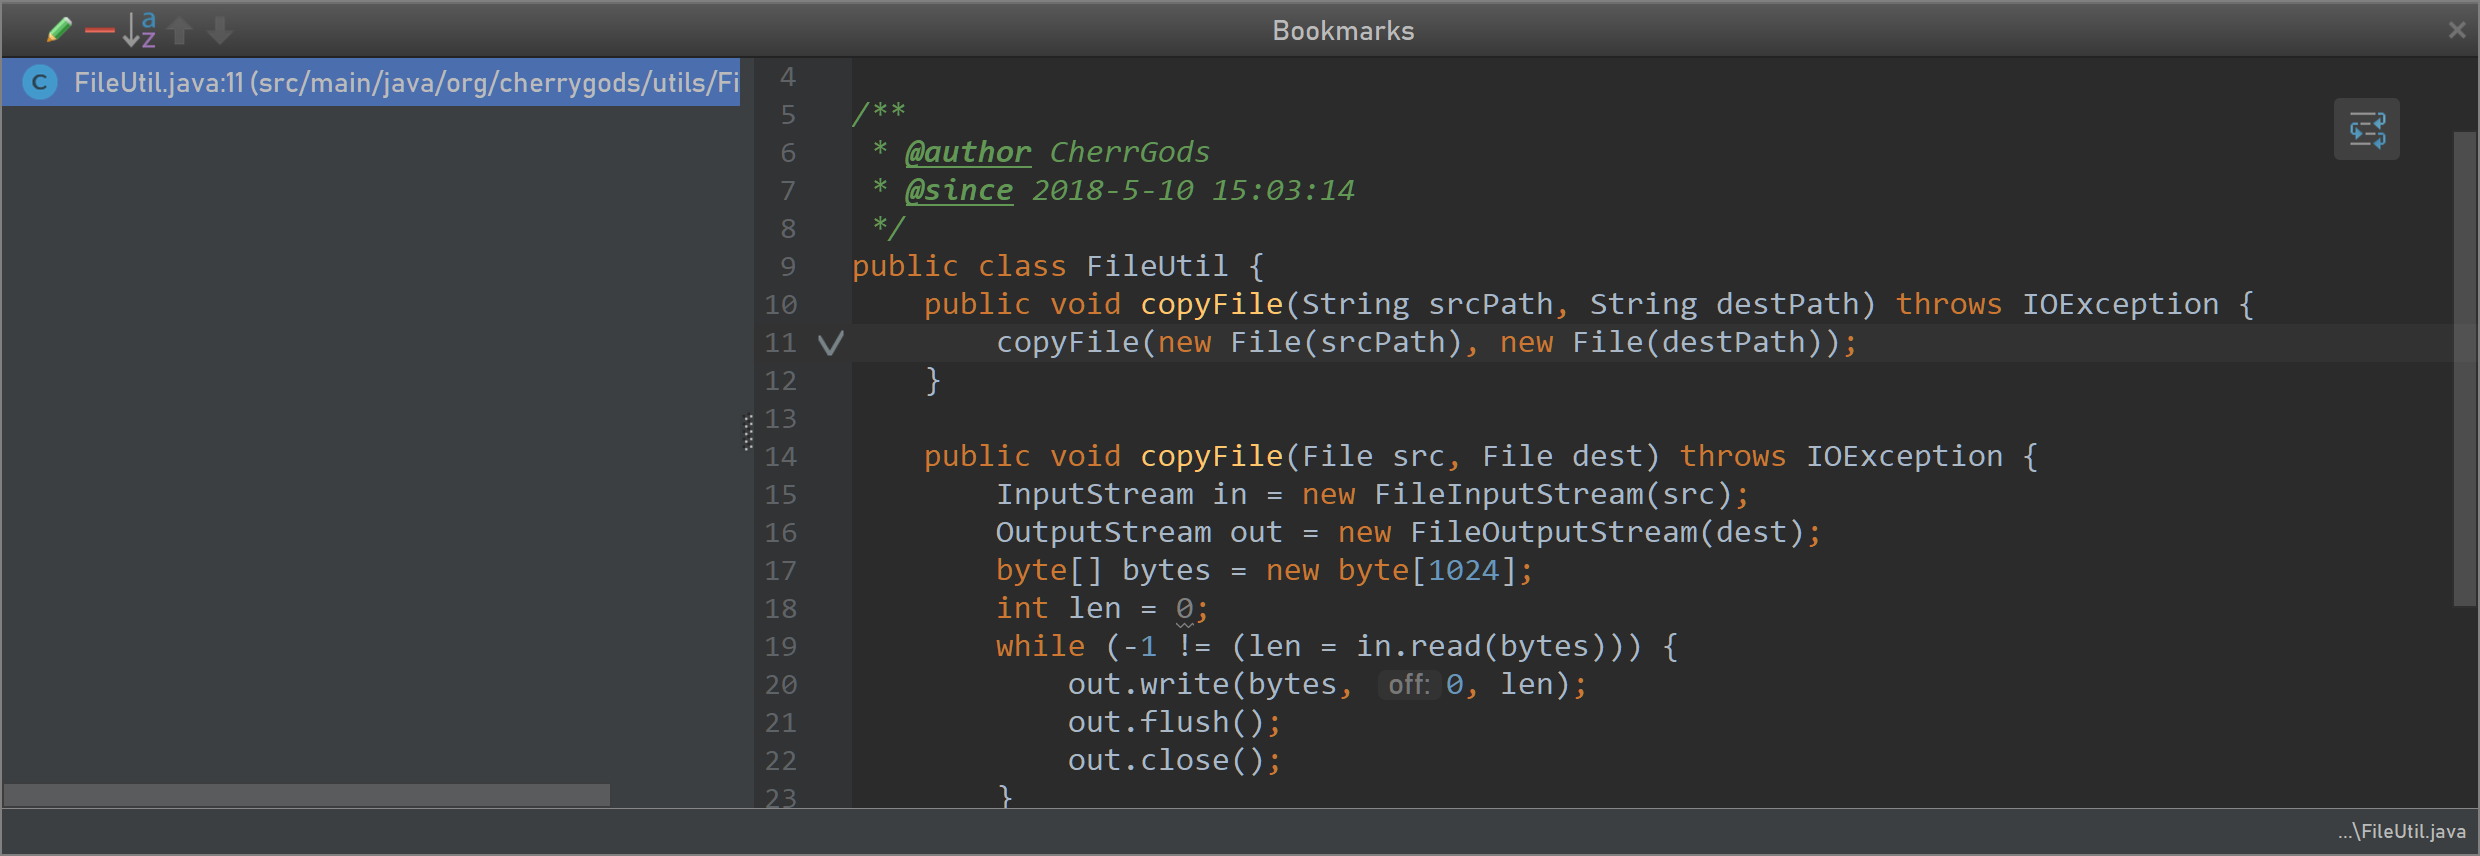 Bookmarks
FileUtil.java:11 (src/main/java/org/cherrygods/utils/Fi
4
5 /**
6 * @author CherrGods
7 * @since 2018-5-10 15:03:14
8 */
9 public class FileUtil {
10 public void copyFile(String srcPath, String destPath) throws IOException {
11 copyFile(new File(srcPath), new File(destPath));
12 }
13
14 public void copyFile(File src, File dest) throws IOException {
15 InputStream in = new FileInputStream(src);
16 OutputStream out = new FileOutputStream(dest);
17 byte[] bytes = new byte[1024];
18 int len = 0;
19 while (-1 != (len = in.read(bytes))) {
20 out.write(bytes, off: 0, len);
21 out.flush();
22 out.close();
23 }
...\FileUtil.java